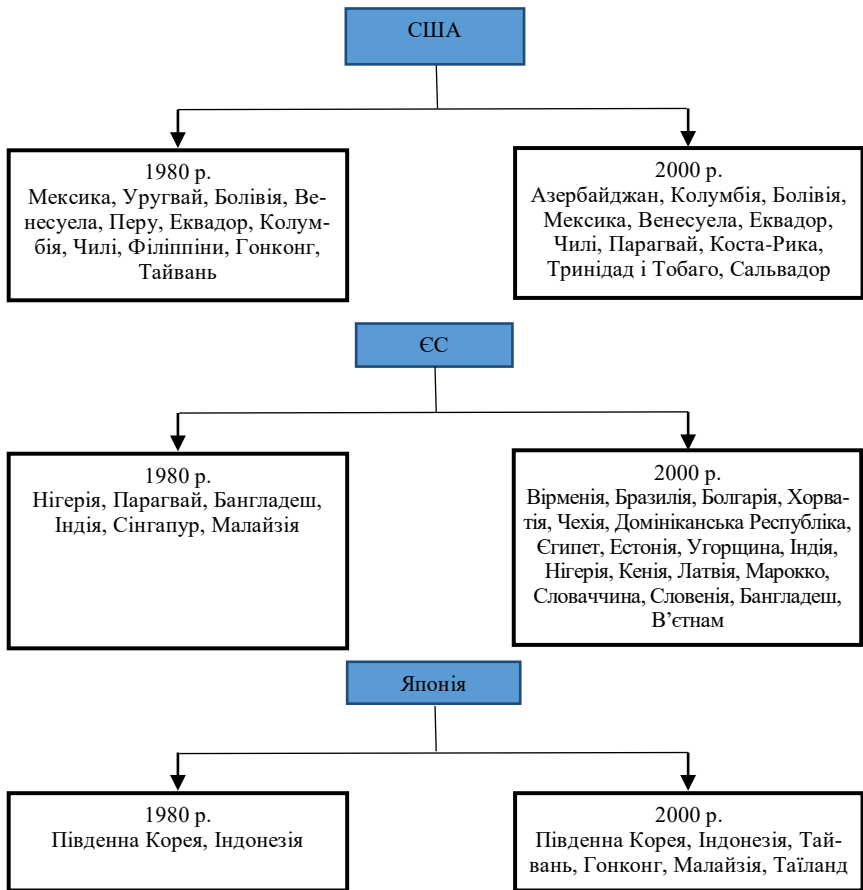 США
1980 р.
Мексика, Уругвай, Болівія, Ве-
несуела, Перу, Еквадор, Колум-
бія, Чилі, Філіппіни, Гонконг,
Тайвань
2000 р.
Азербайджан, Колумбія, Болівія,
Мексика, Венесуела, Еквадор,
Чилі, Парагвай, Коста-Рика,
Тринідад і Тобаго, Сальвадор
ЄС
1980 р.
Нігерія, Парагвай, Бангладеш,
Індія, Сінгапур, Малайзія
2000 р.
Вірменія, Бразилія, Болгарія, Хорва-
тія, Чехія, Домініканська Республіка,
Єгипет, Естонія, Угорщина, Індія,
Нігерія, Кенія, Латвія, Марокко,
Словаччина, Словенія, Бангладеш,
В’єтнам
Японія
1980 р.
Південна Корея, Індонезія
2000 р.
Південна Корея, Індонезія, Тай-
вань, Гонконг, Малайзія, Таїланд